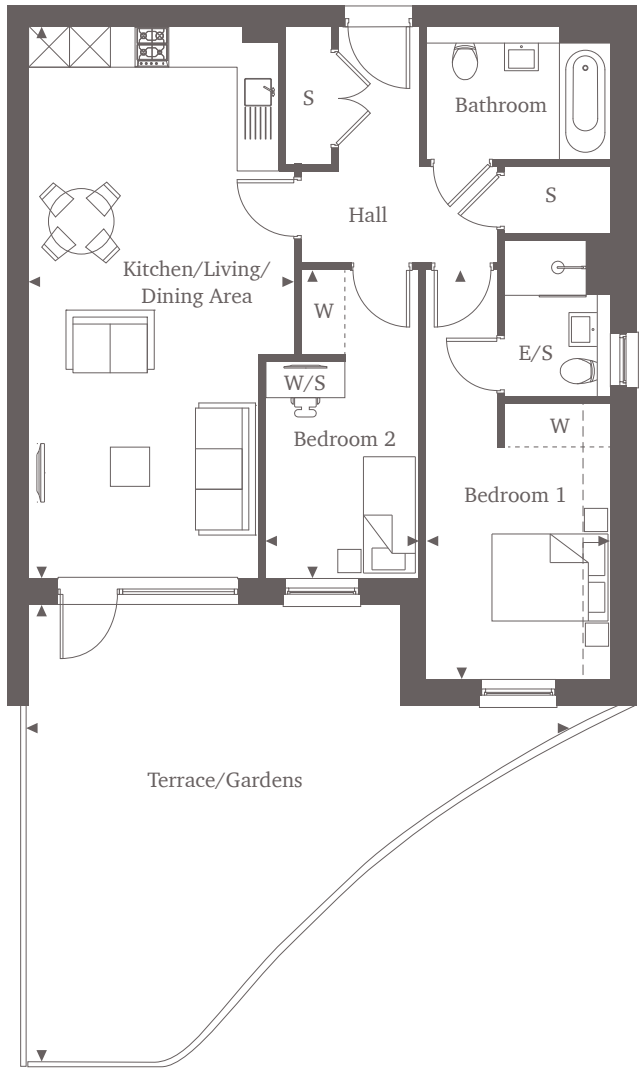 S
Bathroom
S
Hall
Kitchen/Living/
Dining Area
W
E/S
W/S
W
Bedroom 2
Bedroom 1
Terrace/Gardens